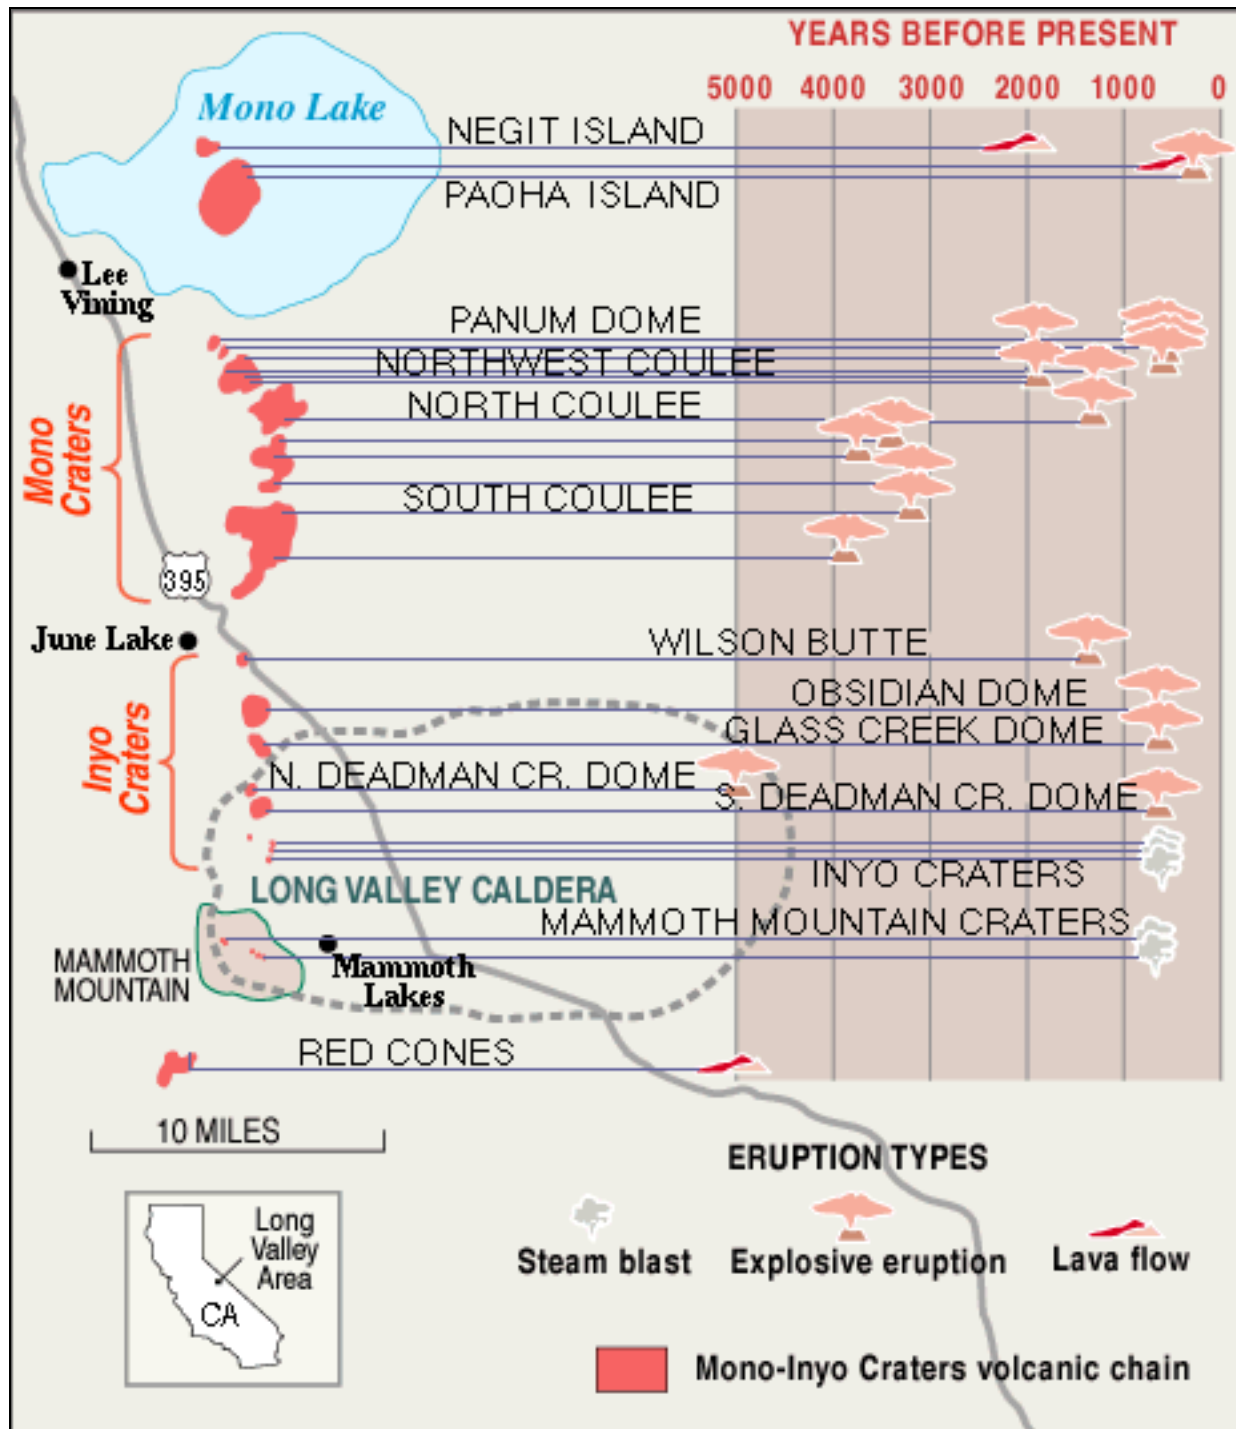 YEARS BEFORE PRESENT
5000 4000 3000 2000 1000 0
Mono Lake
NEGIT ISLAND
PAOHA ISLAND
Lee
Vining
PANUM DOME
NORTHWEST COULEE
NORTH COULEE
Mono
Craters
SOUTH COULEE
395
June Lake
WILSON BUTTE
OBSIDIAN DOME
GLASS CREEK DOME
Inyo
Craters
N. DEADMAN CR. DOME
S. DEADMAN CR. DOME
INYO CRATERS
LONG VALLEY CALDERA
MAMMOTH MOUNTAIN CRATERS
MAMMOTH
MOUNTAIN
Mammoth
Lakes
RED CONES
10 MILES
ERUPTION TYPES
Steam blast
Explosive eruption
Lava flow
Long
Valley
Area
CA
Mono-Inyo Craters volcanic chain